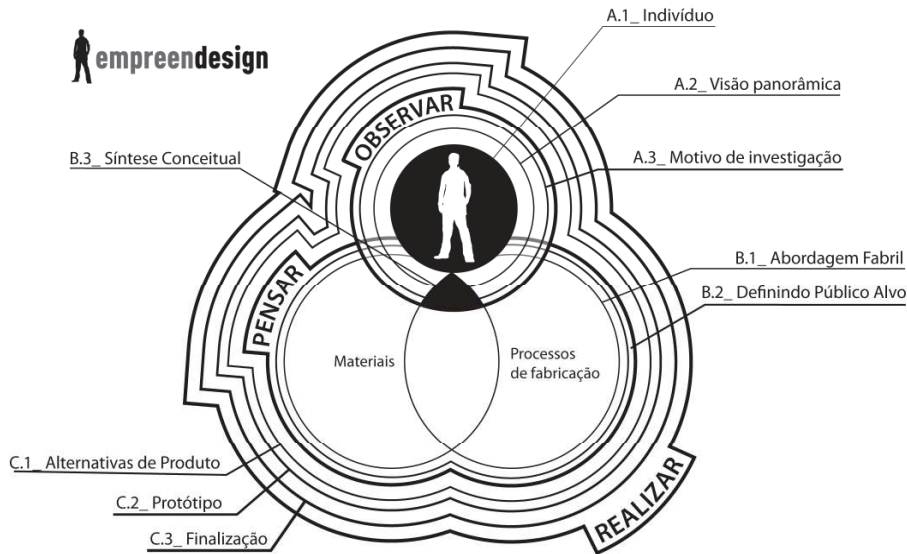 empreendesign
A.1_ Indivíduo
A.2_ Visão panorâmica
A.3_ Motivo de investigação
OBSERVAR
B.3_ Síntese Conceitual
B.1_ Abordagem Fabril
B.2_ Definindo Público Alvo
PENSAR
Materiais
Processos
de fabricação
C.1_ Alternativas de Produto
C.2_ Protótipo
C.3_ Finalização
REALIZAR